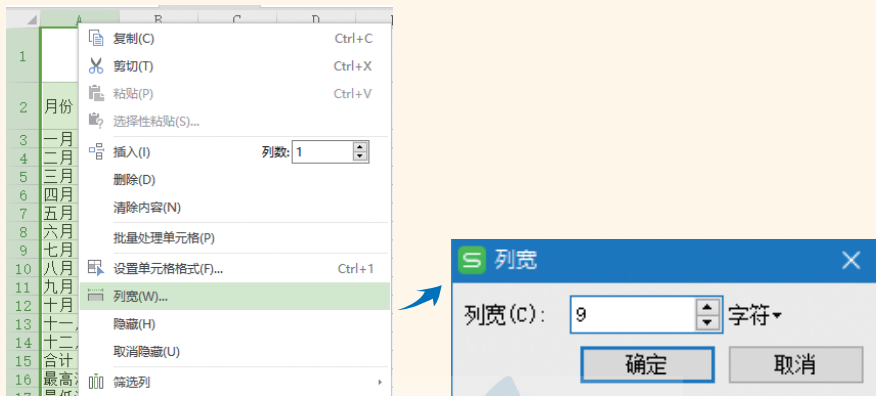 A B C D
1
2 月份
3 一月
4 二月
5 三月
6 四月
7 五月
8 六月
9 七月
10 八月
11 九月
12 十月
13 十一
14 十二
15 合计
16 最高
17 最低
复制(C) Ctrl+C
剪切(T) Ctrl+X
粘贴(P) Ctrl+V
选择性粘贴(S)...
插入(I) 列数: 1
删除(D)
清除内容(N)
批量处理单元格(P)
设置单元格格式(F)... Ctrl+1
列宽(W)...
隐藏(H)
取消隐藏(U)
筛选列
列宽
列宽(C): 9 字符
确定 取消